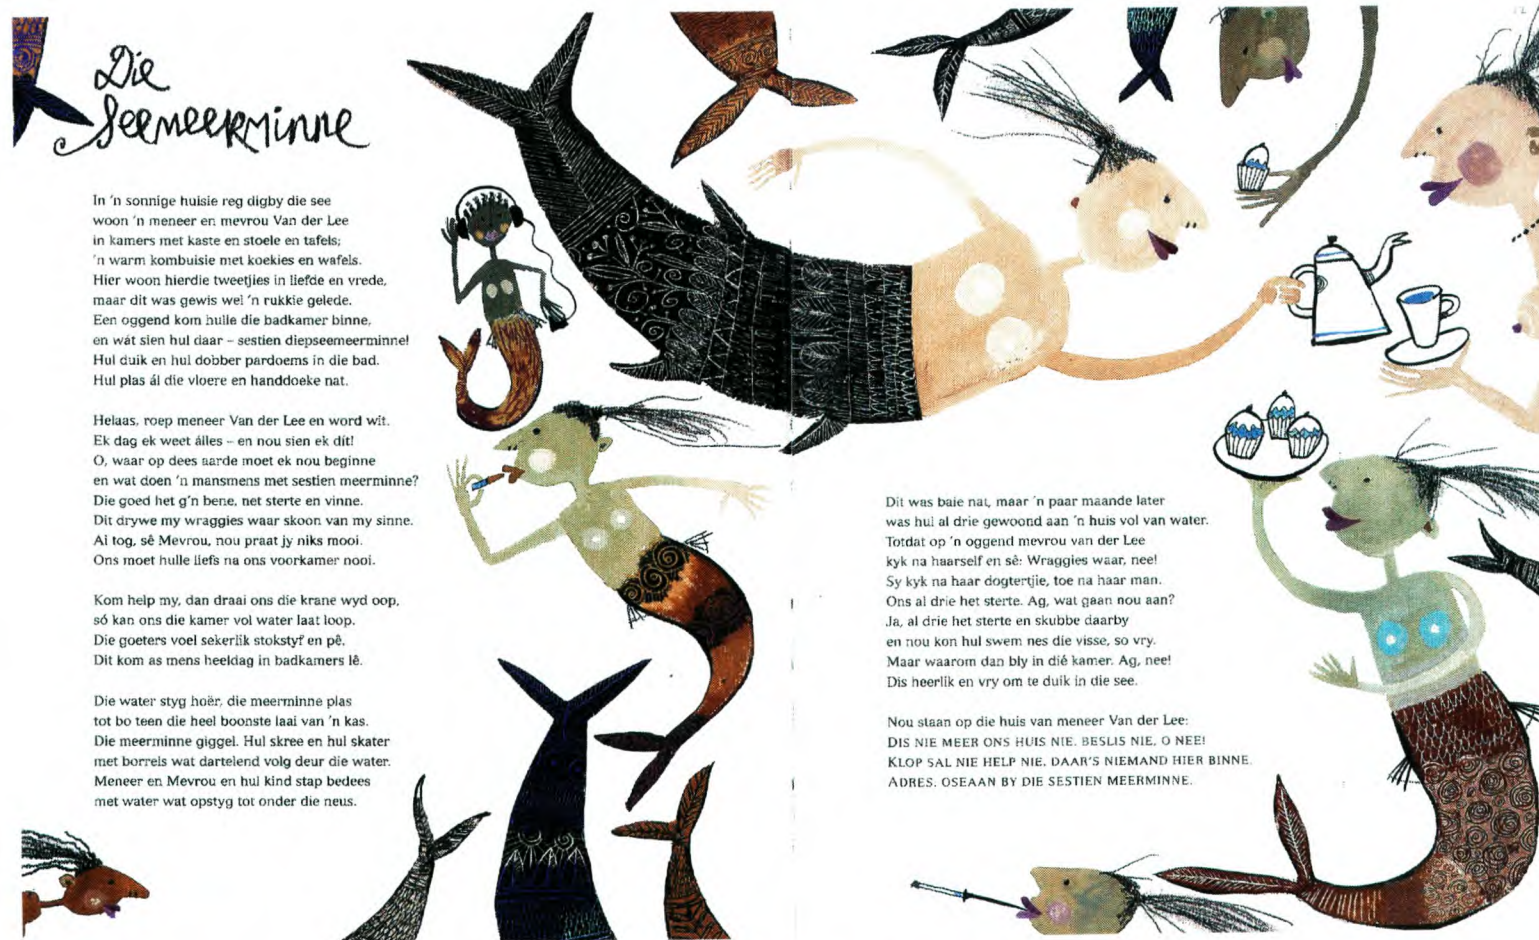 Die
Seemeerminne
In 'n sonnige huisie reg digby die see
woon 'n meneer en mevrou Van der Lee
in kamers met kaste en stoele en tafels;
'n warm kombuisie met koekies en wafels.
Hier woon hierdie tweetjies in liefde en vrede,
maar dit was gewis wel 'n rukkie gelede.
Een oggend kom hulle die badkamer binne,
en wát sien hul daar – sestien diepseemeerminne!
Hul duik en hul dobber pardoems in die bad.
Hul plas ál die vloere en handdoeke nat.
Helaas, roep meneer Van der Lee en word wit.
Ek dag ek weet álles – en nou sien ek dít!
O, waar op dees aarde moet ek nou beginne
en wat doen 'n mansmens met sestien meerminne?
Die goed het g'n bene, net sterte en vinne.
Dit drywe my wraggies waar skoon van my sinne.
Ai tog, sê Mevrou, nou praat jy niks mooi.
Ons moet hulle liefs na ons voorkamer nooi.
Kom help my, dan draai ons die krane wyd oop,
só kan ons die kamer vol water laat loop.
Die goeters voel sekerlik stokstyf en pê.
Dit kom as mens heeldag in badkamers lê.
Die water styg hoër, die meerminne plas
tot bo teen die heel boonste laai van 'n kas.
Die meerminne giggel. Hul skree en hul skater
met borrels wat dartelend volg deur die water.
Meneer en Mevrou en hul kind stap bedees
met water wat opstyg tot onder die neus.
Dit was baie nat, maar 'n paar maande later
was hul al drie gewoond aan 'n huis vol van water.
Totdat op 'n oggend mevrou van der Lee
kyk na haarself en sê: Wraggies waar, nee!
Sy kyk na haar dogtertjie, toe na haar man.
Ons al drie het sterte. Ag, wat gaan nou aan?
Ja, al drie het sterte en skubbe daarby
en nou kon hul swem nes die visse, so vry.
Maar waarom dan bly in dié kamer. Ag, nee!
Dis heerlik en vry om te duik in die see.
Nou staan op die huis van meneer Van der Lee:
DIS NIE MEER ONS HUIS NIE. BESLIS NIE. O NEE!
KLOP SAL NIE HELP NIE. DAAR'S NIEMAND HIER BINNE.
ADRES. OSEAAN BY DIE SESTIEN MEERMINNE.